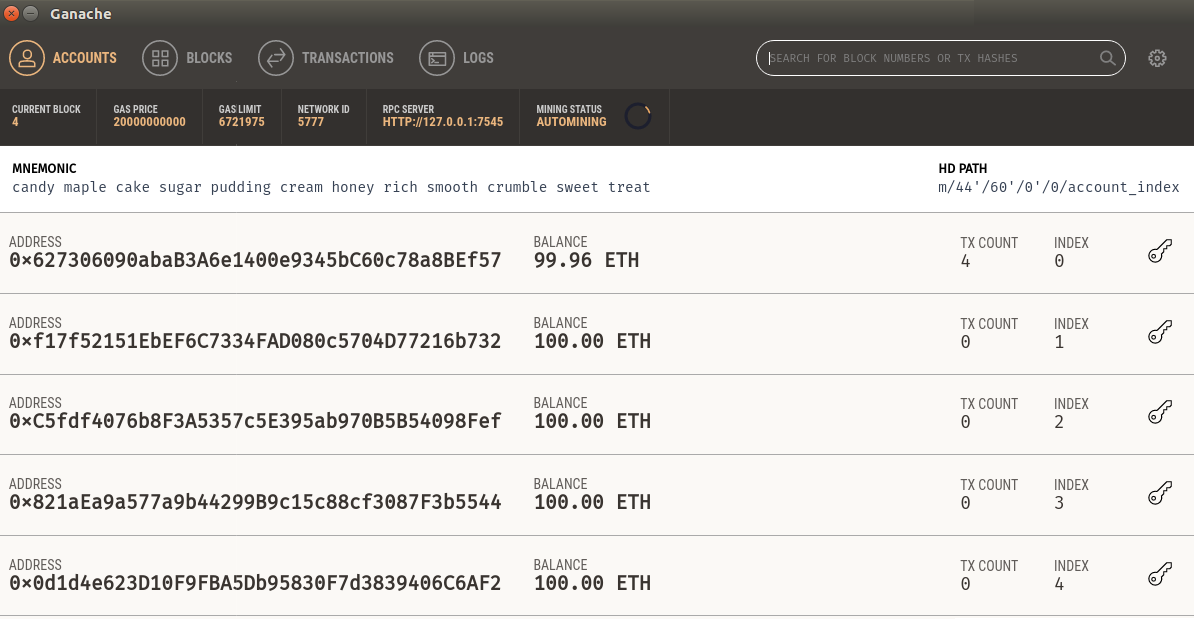 Ganache
ACCOUNTS BLOCKS TRANSACTIONS LOGS SEARCH FOR BLOCK NUMBERS OR TX HASHES
CURRENT BLOCK GAS PRICE GAS LIMIT NETWORK ID RPC SERVER MINING STATUS
4 20000000000 6721975 5777 HTTP://127.0.0.1:7545 AUTOMINING
MNEMONIC HD PATH
candy maple cake sugar pudding cream honey rich smooth crumble sweet treat m/44'/60'/0'/0/account_index
ADDRESS BALANCE TX COUNT INDEX
0×627306090abaB3A6e1400e9345bC60c78a8BEf57 99.96 ETH 4 0
ADDRESS BALANCE TX COUNT INDEX
0×f17f52151EbEF6C7334FAD080c5704D77216b732 100.00 ETH 0 1
ADDRESS BALANCE TX COUNT INDEX
0×C5fdf4076b8F3A5357c5E395ab970B5B54098Fef 100.00 ETH 0 2
ADDRESS BALANCE TX COUNT INDEX
0×821aEa9a577a9b44299B9c15c88cf3087F3b5544 100.00 ETH 0 3
ADDRESS BALANCE TX COUNT INDEX
0×0d1d4e623D10F9FBA5Db95830F7d3839406C6AF2 100.00 ETH 0 4